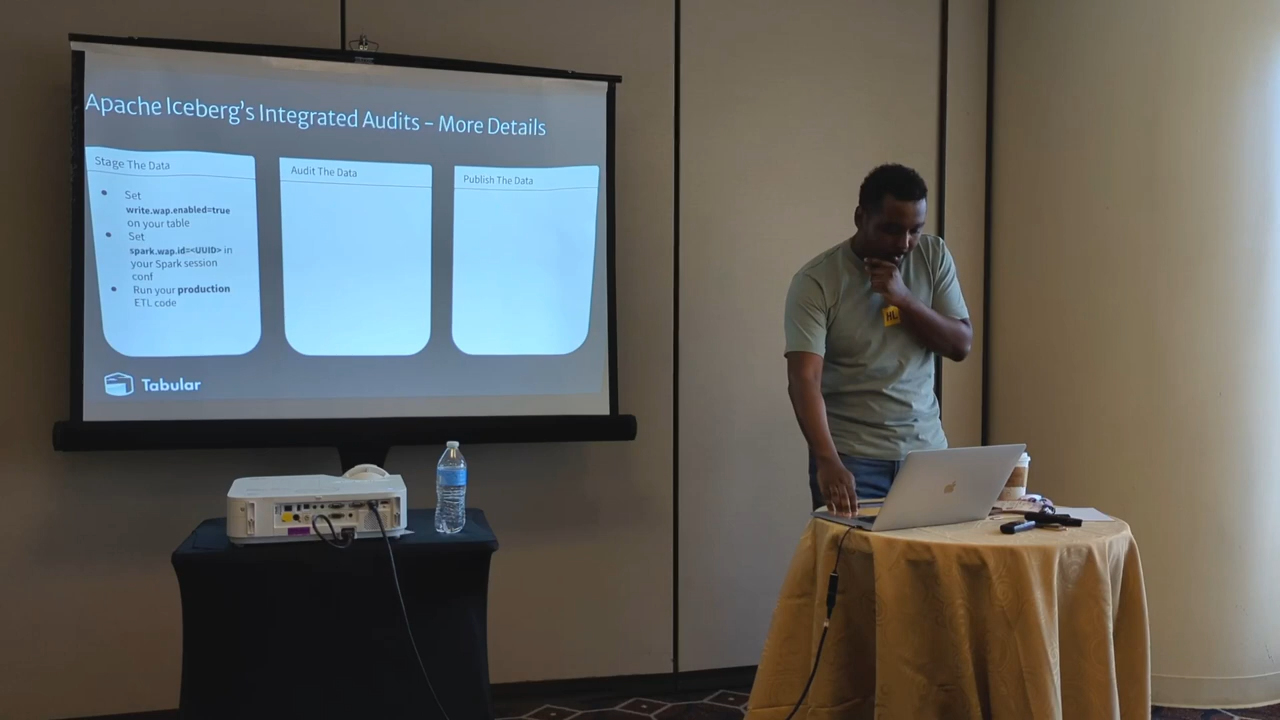 Apache Iceberg's Integrated Audits – More Details
Stage The Data
• Set
write.wap.enabled=true
on your table
• Set
spark.wap.id=<UUID> in
your Spark session
conf
• Run your production
ETL code
Audit The Data
Publish The Data
Tabular
HL